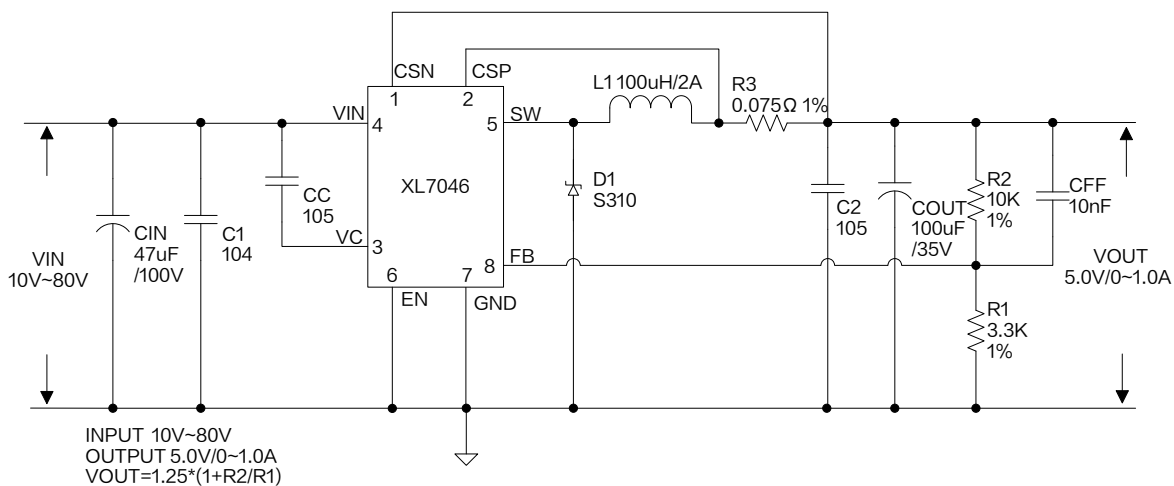 CSN
CSP
1
2
L1 100uH/2A
R3
0.075Ω 1%
VIN
4
5
SW
XL7046
CC
105
D1
S310
VC
3
CIN
47uF
/100V
C1
104
VIN
10V~80V
6
7
8
FB
EN
GND
C2
105
COUT
100uF
/35V
R2
10K
1%
CFF
10nF
VOUT
5.0V/0~1.0A
R1
3.3K
1%
INPUT 10V~80V
OUTPUT 5.0V/0~1.0A
VOUT=1.25*(1+R2/R1)